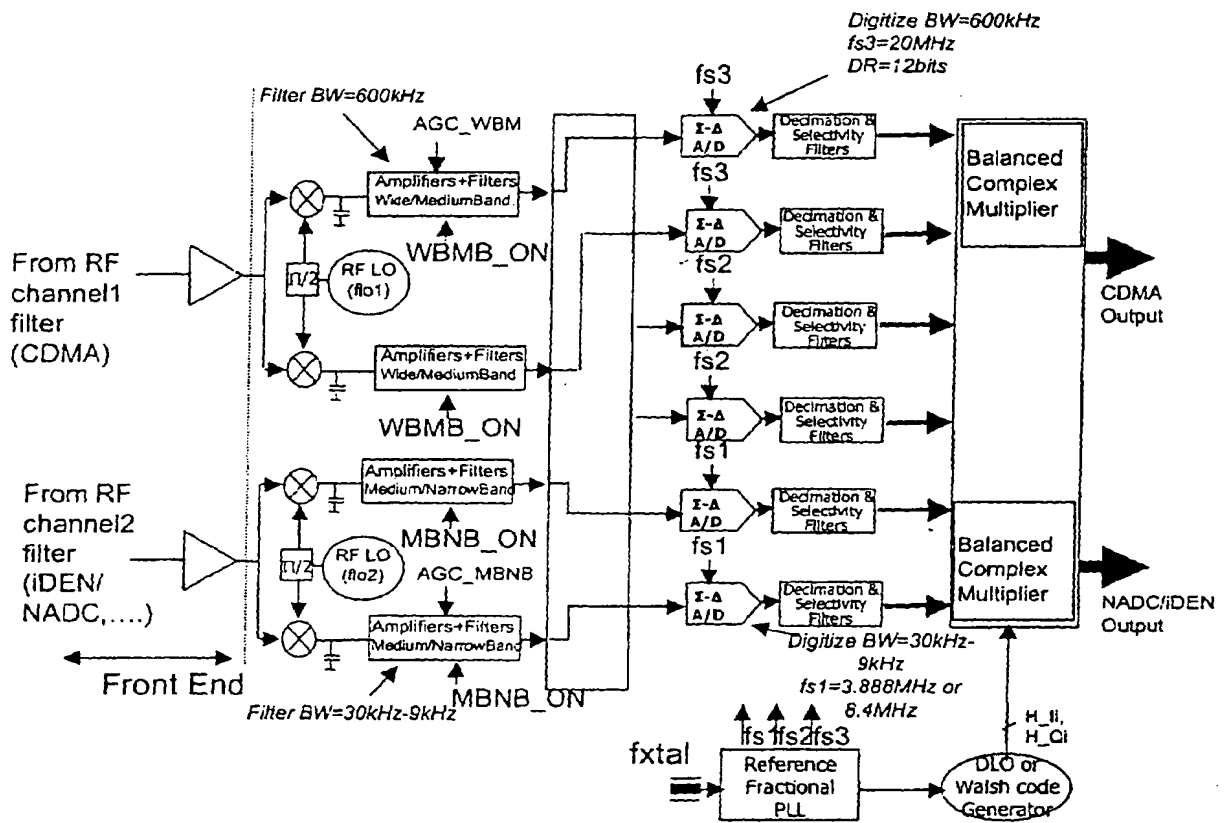 Digitize BW=600kHz
fs3=20MHz
DR=12bits
Filter BW=600kHz
AGC_WBM
fs3
Σ-Δ
A/D
Decimation &
Selectivity
Filters
Amplifiers+Filters
Wide/MediumBand
WBMB_ON
fs3
Σ-Δ
A/D
Decimation &
Selectivity
Filters
Balanced
Complex
Multiplier
From RF
channel1
filter
(CDMA)
Π/2
RF LO
(flo1)
fs2
Σ-Δ
A/D
Decimation &
Selectivity
Filters
CDMA
Output
Amplifiers+Filters
Wide/MediumBand
WBMB_ON
fs2
Σ-Δ
A/D
Decimation &
Selectivity
Filters
From RF
channel2
filter
(iDEN/
NADC,....)
Amplifiers+Filters
Medium/NarrowBand
MBNB_ON
fs1
Σ-Δ
A/D
Decimation &
Selectivity
Filters
Balanced
Complex
Multiplier
Π/2
RF LO
(flo2)
AGC_MBNB
fs1
Σ-Δ
A/D
Decimation &
Selectivity
Filters
NADC/iDEN
Output
Amplifiers+Filters
Medium/NarrowBand
MBNB_ON
Front End
Filter BW=30kHz-9kHz
Digitize BW=30kHz-
9kHz
fs1=3.888MHz or
8.4MHz
fs1 fs2 fs3
H_Ii,
H_Qi
fxtal
Reference
Fractional
PLL
DLO or
Walsh code
Generator